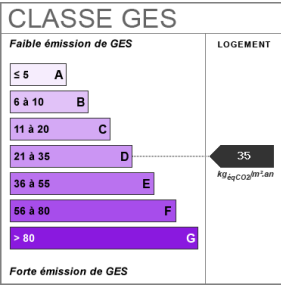 CLASSE GES
Faible émission de GES
LOGEMENT
≤ 5 A
6 à 10 B
11 à 20 C
21 à 35 D
35
kgéqCO2/m².an
36 à 55 E
56 à 80 F
> 80 G
Forte émission de GES